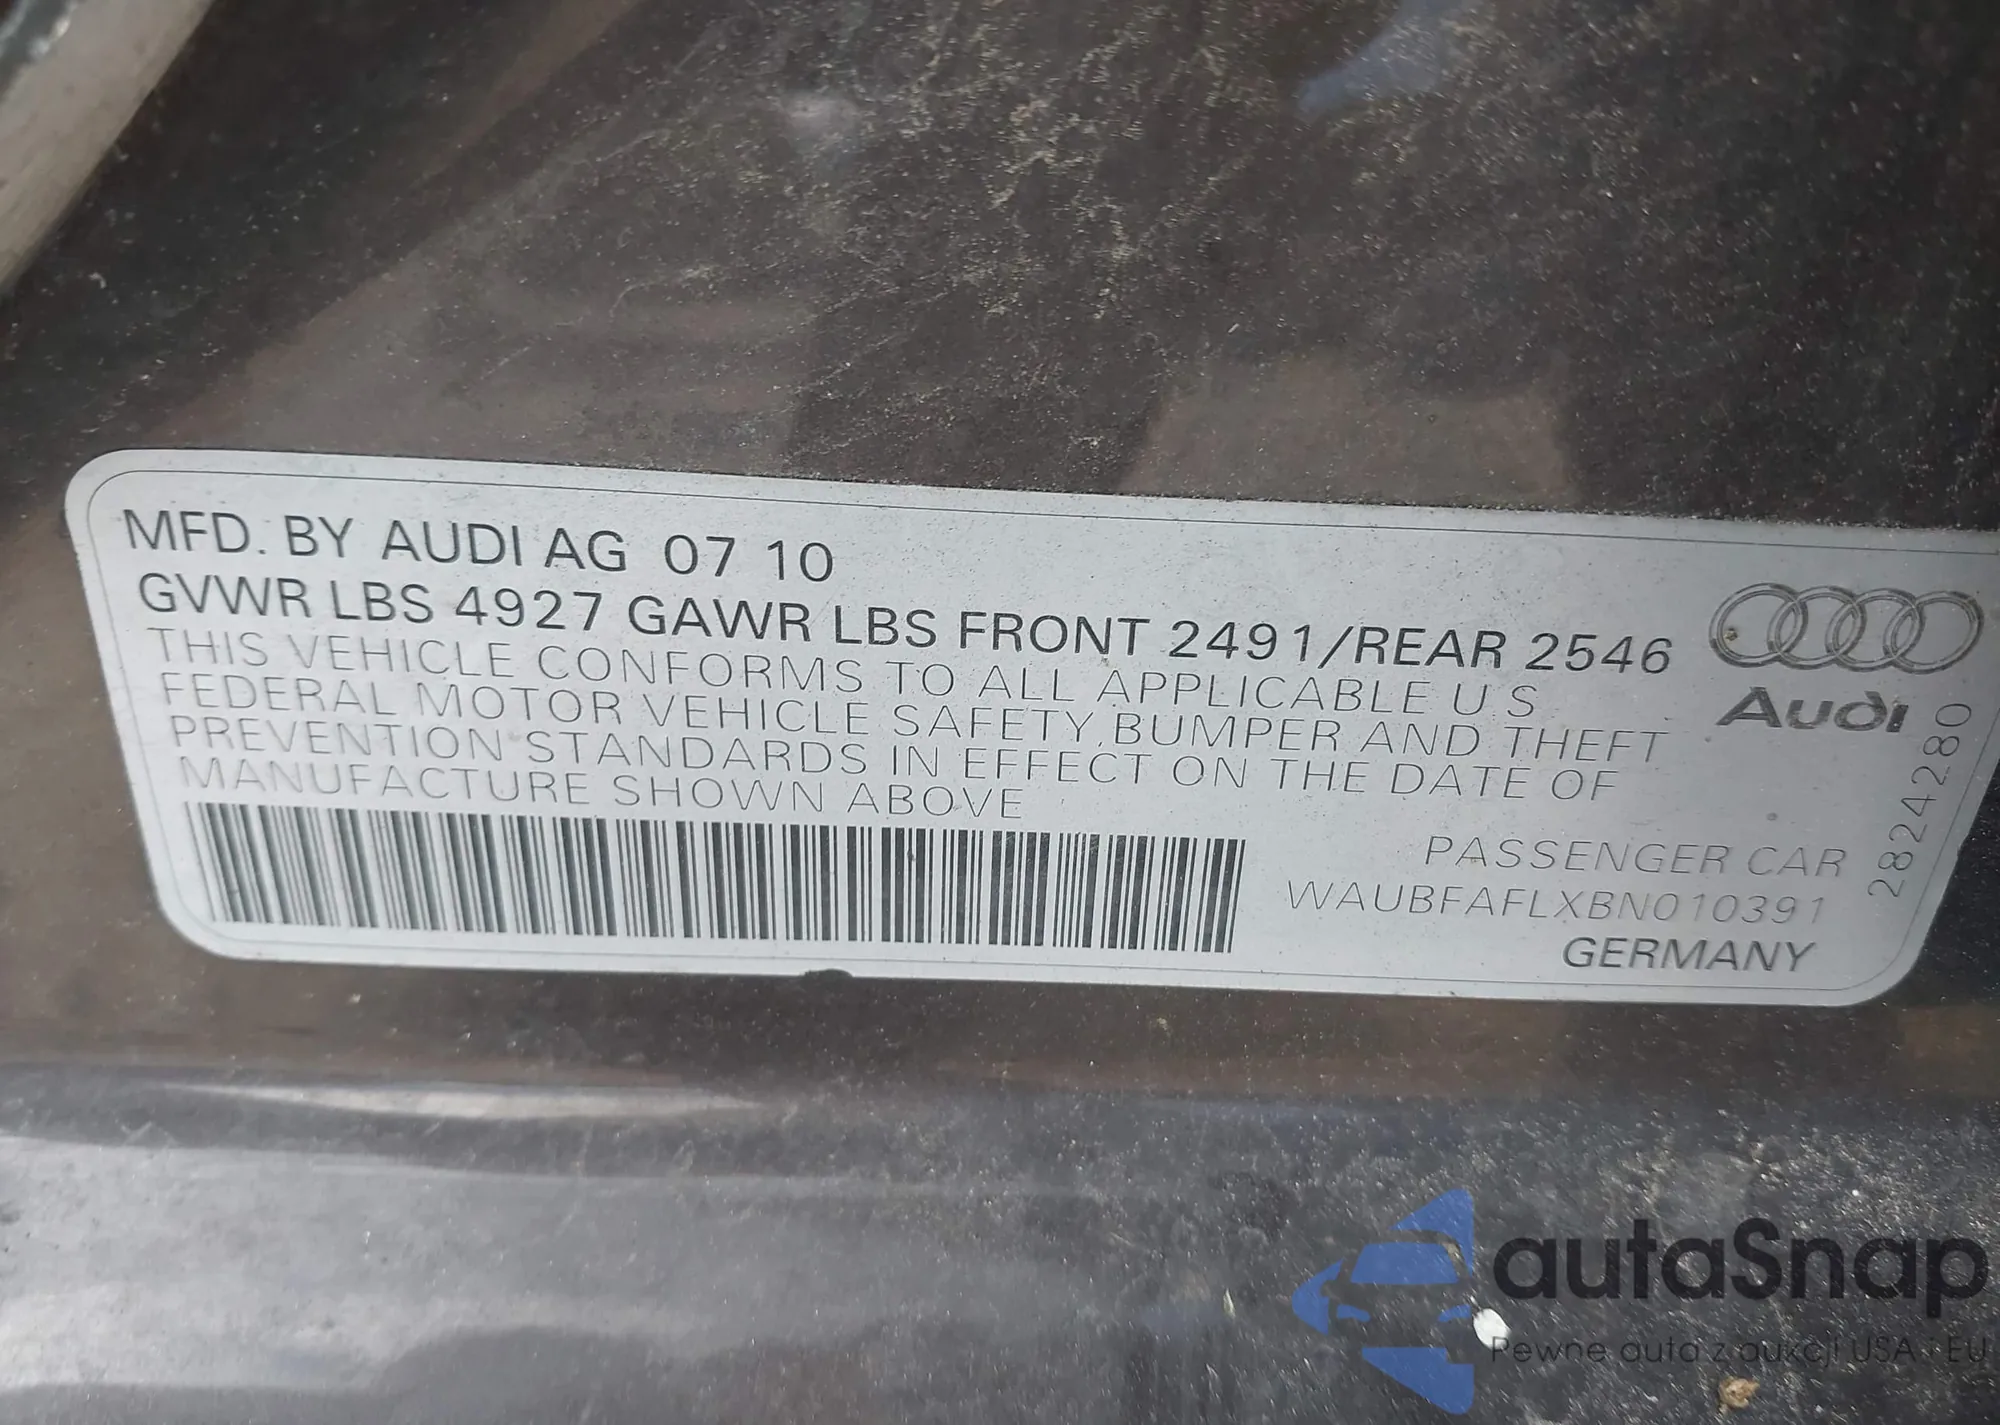 MFD. BY AUDI AG 07 10
GVWR LBS 4927 GAWR LBS FRONT 2491/REAR 2546
THIS VEHICLE CONFORMS TO ALL APPLICABLE U S
FEDERAL MOTOR VEHICLE SAFETY, BUMPER AND THEFT
PREVENTION STANDARDS IN EFFECT ON THE DATE OF
MANUFACTURE SHOWN ABOVE
Audi
2824280
PASSENGER CAR
WAUBFAFLXBN010391
GERMANY
autaSnap
Pewne auta z aukcji USA - EU